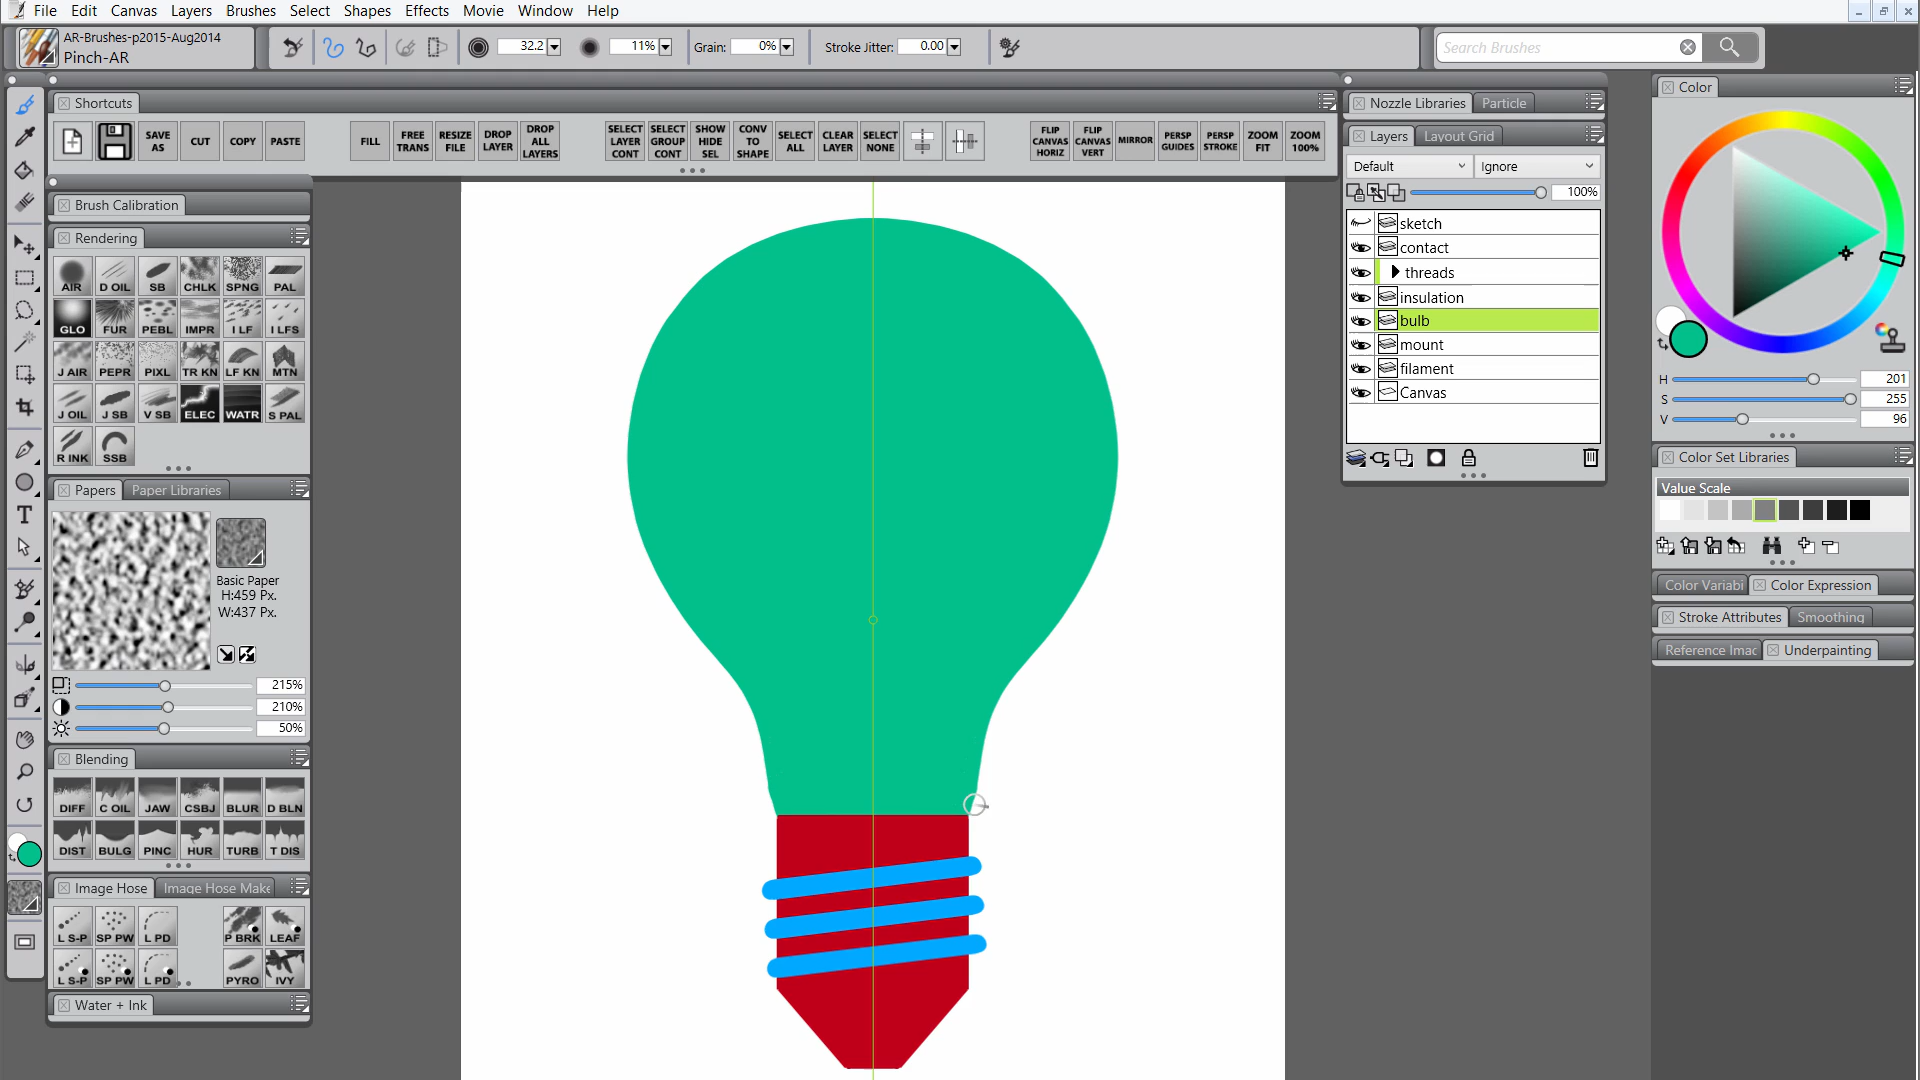 File Edit Canvas Layers Brushes Select Shapes Effects Movie Window Help
AR-Brushes-p2015-Aug2014
Pinch-AR
32.2 11% Grain: 0% Stroke Jitter: 0.00 Search Brushes
Shortcuts
SAVE AS CUT COPY PASTE FILL FREE TRANS RESIZE FILE DROP LAYER DROP ALL LAYERS SELECT LAYER CONT SELECT GROUP CONT SHOW HIDE SEL CONV TO SHAPE SELECT ALL CLEAR LAYER SELECT NONE FLIP CANVAS HORIZ FLIP CANVAS VERT MIRROR PERSP GUIDES PERSP STROKE ZOOM FIT ZOOM 100%
Brush Calibration
Rendering
AIR D OIL SB CHLK SPNG PAL
GLO FUR PEBL IMPR I LF I LFS
J AIR PEPR PIXL TR KN LF KN MTN
J OIL J SB V SB ELEC WATR S PAL
R INK SSB
Papers Paper Libraries
Basic Paper
H:459 Px.
W:437 Px.
215%
210%
50%
Blending
DIFF C OIL JAW CSBJ BLUR D BLN
DIST BULG PINC HUR TURB T DIS
Image Hose Image Hose Make
L S-P SP PW L PD P BRK LEAF
L S-P SP PW L PD PYRO IVY
Water + Ink
Nozzle Libraries Particle
Layers Layout Grid
Default Ignore
100%
sketch
contact
threads
insulation
bulb
mount
filament
Canvas
Color
H 201
S 255
V 96
Color Set Libraries
Value Scale
Color Variabi Color Expression
Stroke Attributes Smoothing
Reference Imac Underpainting
T